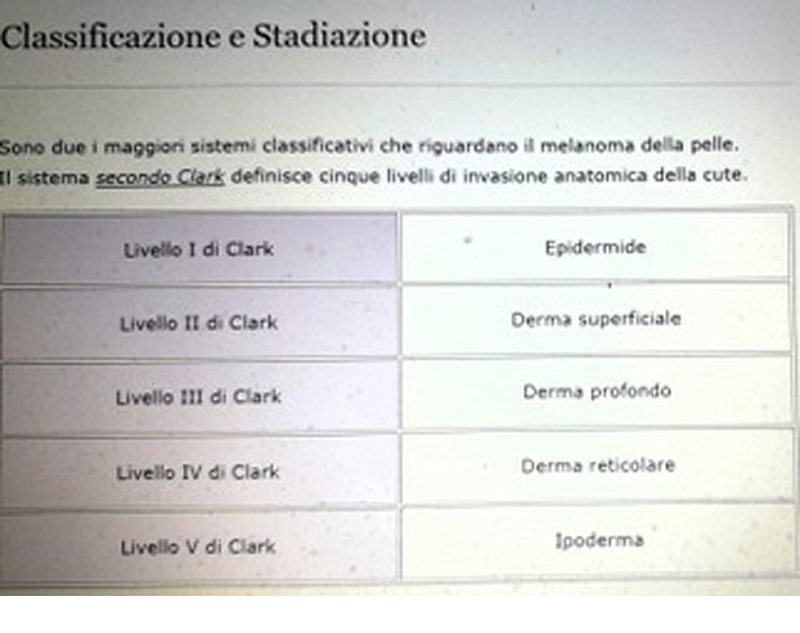 Classificazione e Stadiazione
Sono due i maggiori sistemi classificativi che riguardano il melanoma della pelle.
Il sistema secondo Clark definisce cinque livelli di invasione anatomica della cute.
Livello I di Clark Epidermide
Livello II di Clark Derma superficiale
Livello III di Clark Derma profondo
Livello IV di Clark Derma reticolare
Livello V di Clark Ipoderma